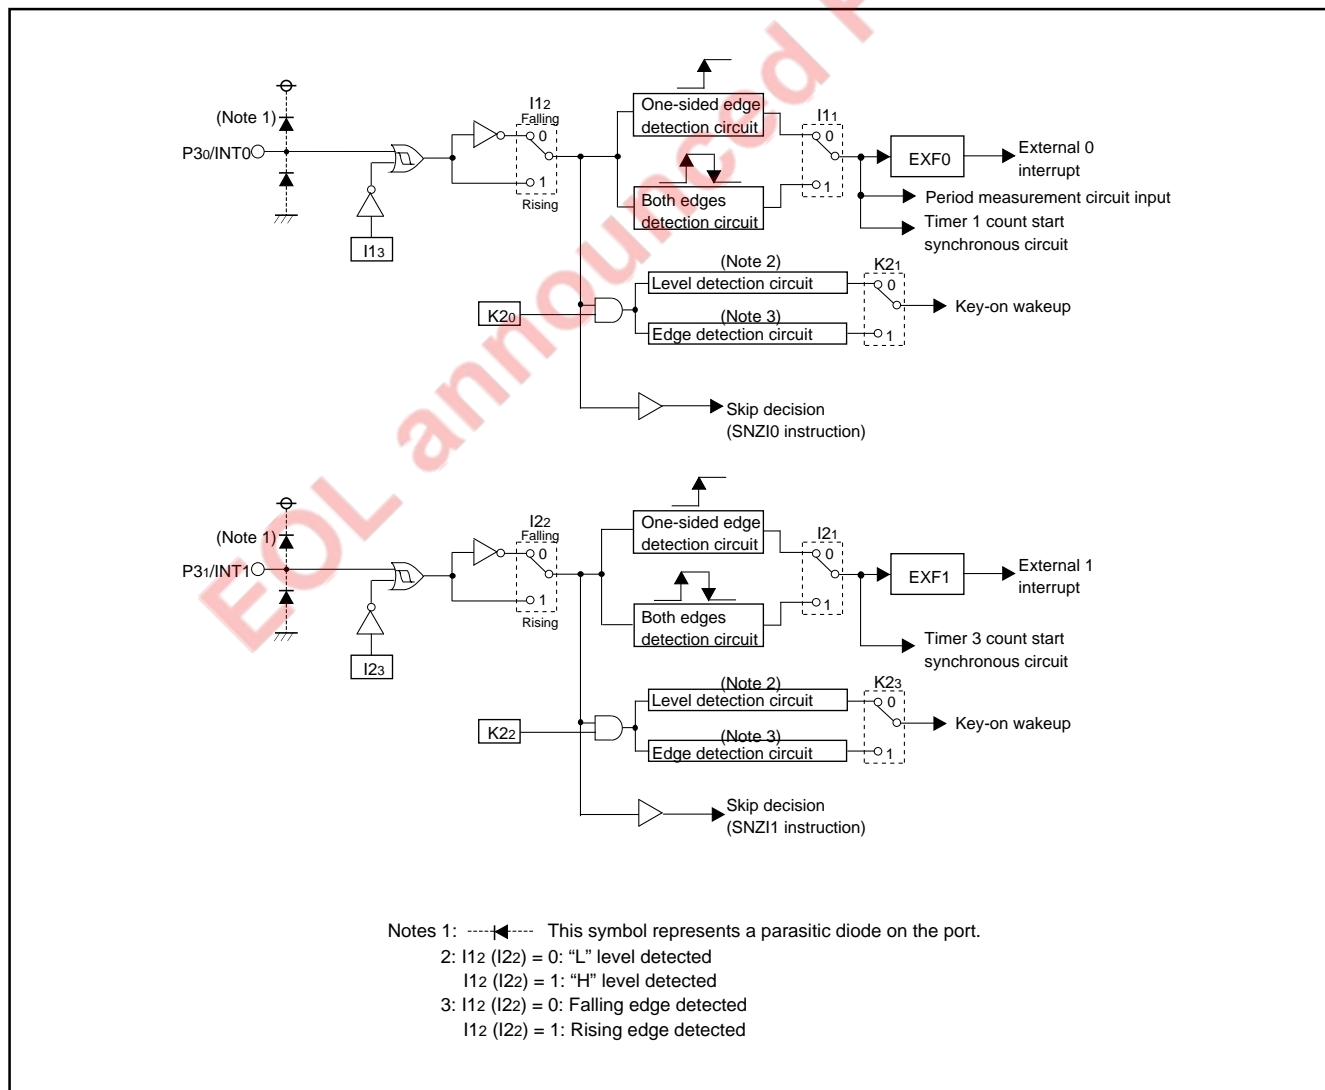 EOL announced
(Note 1)
P30/INT0
I13
I12
Falling
0
1
Rising
One-sided edge
detection circuit
Both edges
detection circuit
I11
0
1
EXF0
External 0
interrupt
Period measurement circuit input
Timer 1 count start
synchronous circuit
K20
(Note 2)
Level detection circuit
(Note 3)
Edge detection circuit
K21
0
1
Key-on wakeup
Skip decision
(SNZI0 instruction)
(Note 1)
P31/INT1
I23
I22
Falling
0
1
Rising
One-sided edge
detection circuit
Both edges
detection circuit
I21
0
1
EXF1
External 1
interrupt
Timer 3 count start
synchronous circuit
K22
(Note 2)
Level detection circuit
(Note 3)
Edge detection circuit
K23
0
1
Key-on wakeup
Skip decision
(SNZI1 instruction)
Notes 1: This symbol represents a parasitic diode on the port.
2: I12 (I22) = 0: “L” level detected
I12 (I22) = 1: “H” level detected
3: I12 (I22) = 0: Falling edge detected
I12 (I22) = 1: Rising edge detected